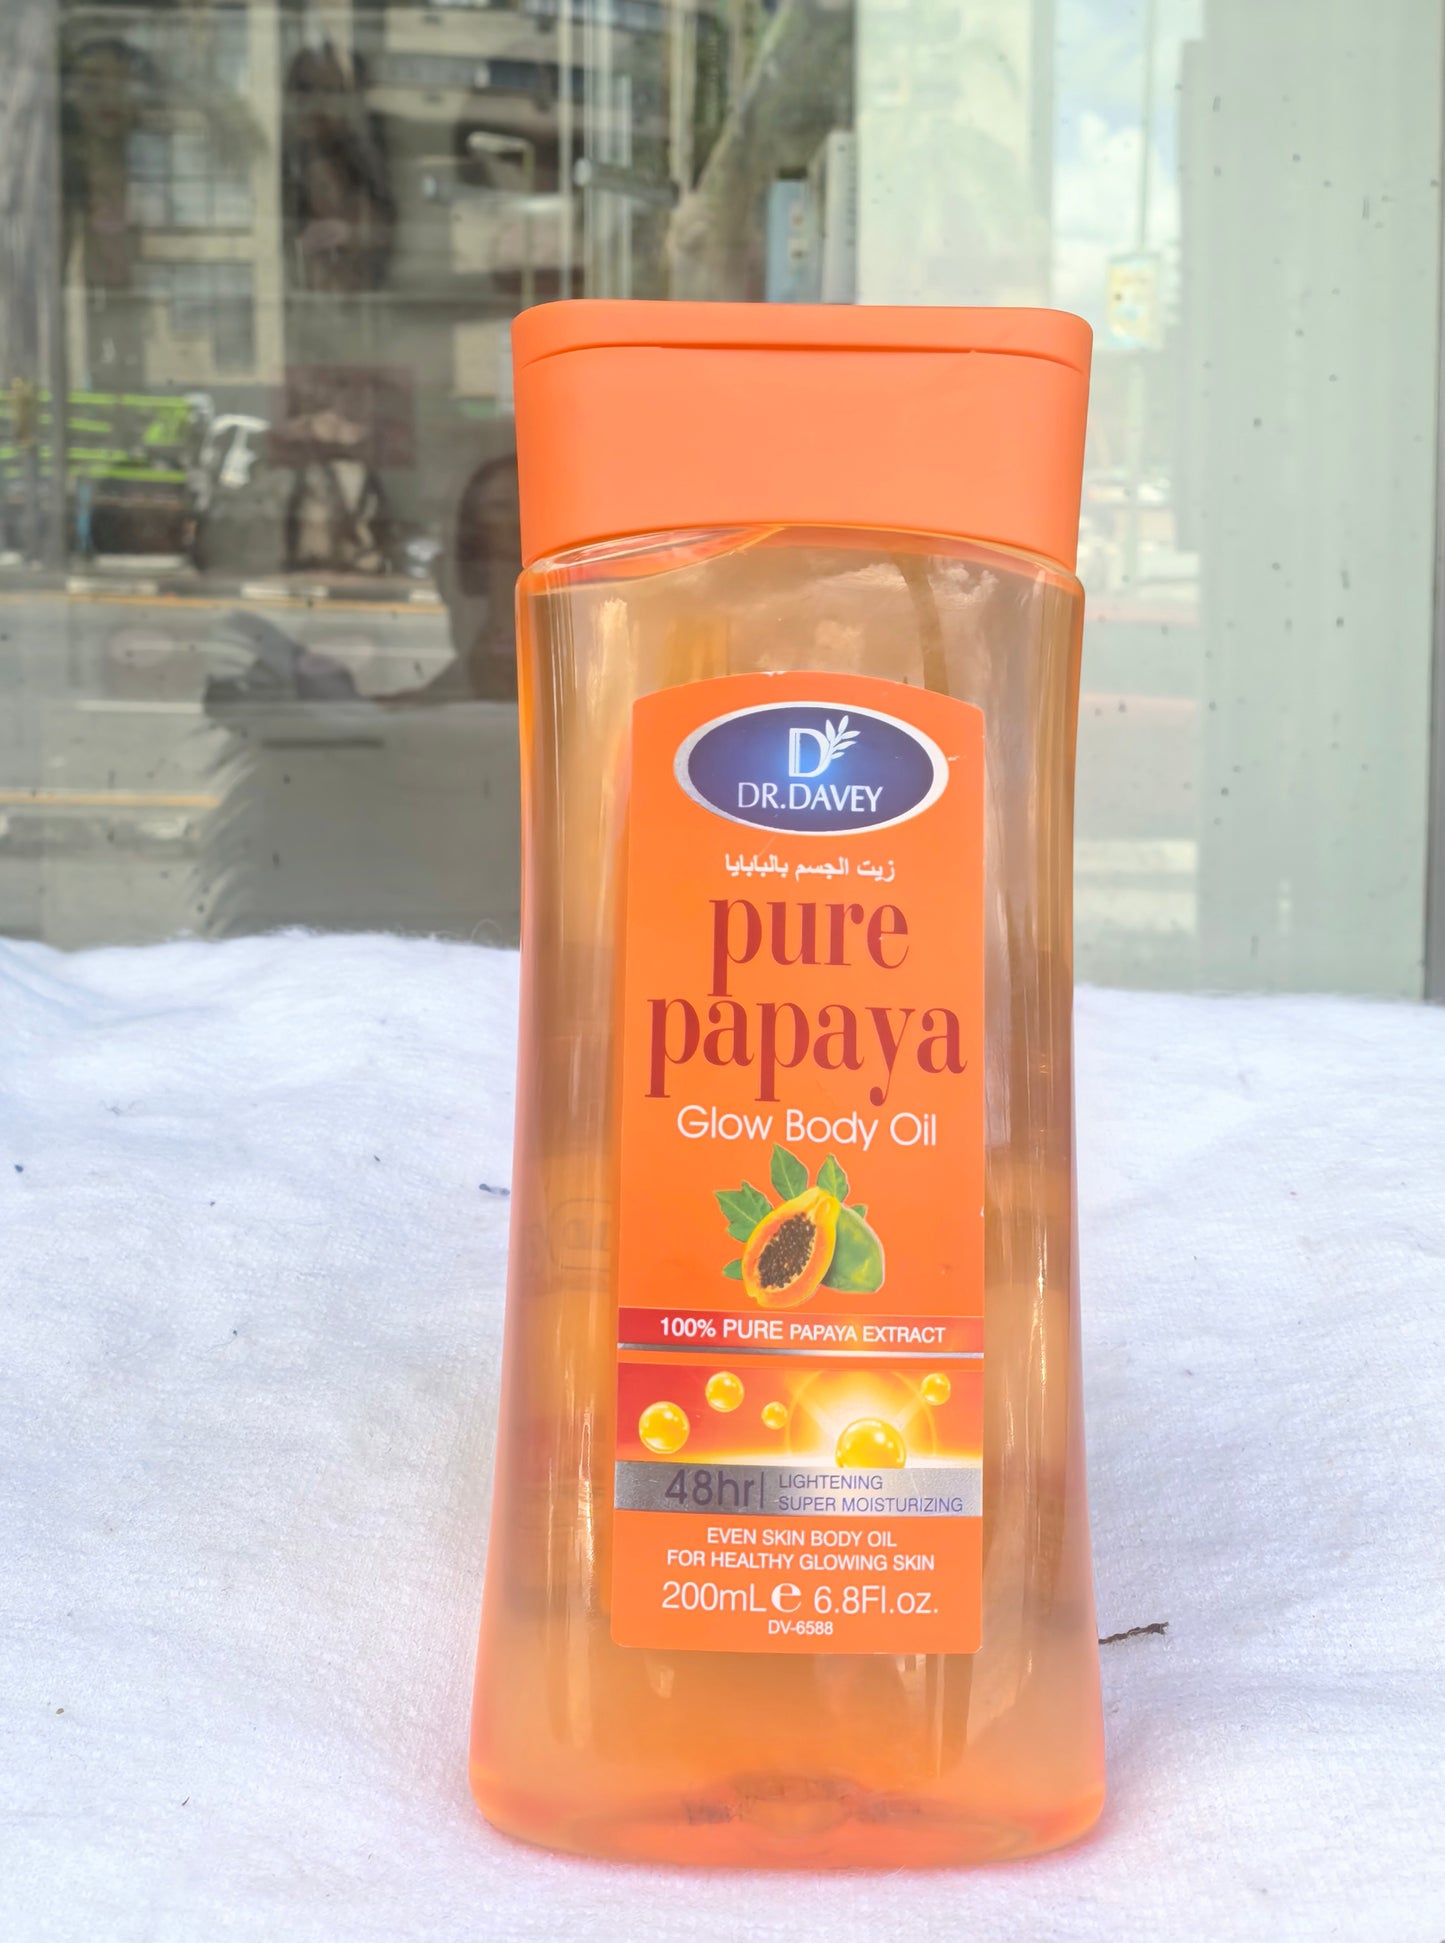 D
DR.DAVEY
زيت الجسم بالبابايا
pure
papaya
Glow Body Oil
100% PURE PAPAYA EXTRACT
48hr| LIGHTENING
SUPER MOISTURIZING
EVEN SKIN BODY OIL
FOR HEALTHY GLOWING SKIN
200mL e 6.8Fl.oz.
DV-6588